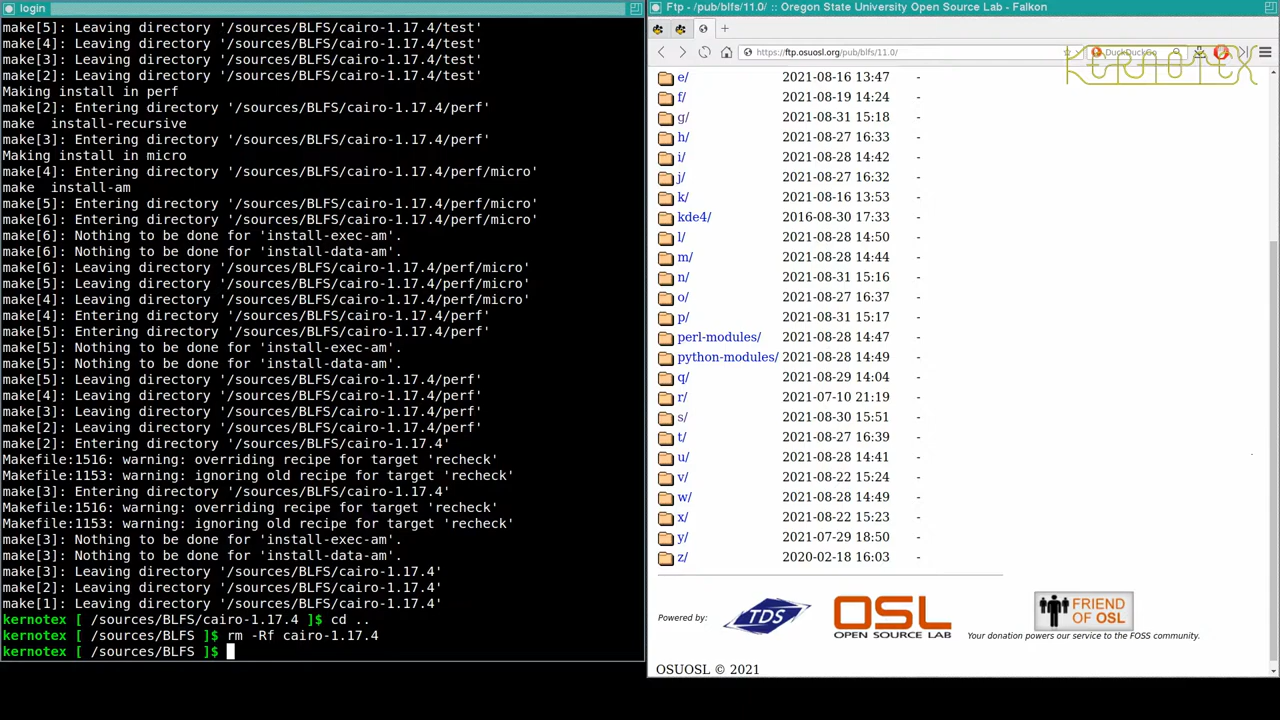 login
make[5]: Leaving directory '/sources/BLFS/cairo-1.17.4/test'
make[4]: Leaving directory '/sources/BLFS/cairo-1.17.4/test'
make[3]: Leaving directory '/sources/BLFS/cairo-1.17.4/test'
make[2]: Leaving directory '/sources/BLFS/cairo-1.17.4/test'
Making install in perf
make[2]: Entering directory '/sources/BLFS/cairo-1.17.4/perf'
make  install-recursive
make[3]: Entering directory '/sources/BLFS/cairo-1.17.4/perf'
Making install in micro
make[4]: Entering directory '/sources/BLFS/cairo-1.17.4/perf/micro'
make  install-am
make[5]: Entering directory '/sources/BLFS/cairo-1.17.4/perf/micro'
make[6]: Entering directory '/sources/BLFS/cairo-1.17.4/perf/micro'
make[6]: Nothing to be done for 'install-exec-am'.
make[6]: Nothing to be done for 'install-data-am'.
make[6]: Leaving directory '/sources/BLFS/cairo-1.17.4/perf/micro'
make[5]: Leaving directory '/sources/BLFS/cairo-1.17.4/perf/micro'
make[4]: Leaving directory '/sources/BLFS/cairo-1.17.4/perf/micro'
make[4]: Entering directory '/sources/BLFS/cairo-1.17.4/perf'
make[5]: Entering directory '/sources/BLFS/cairo-1.17.4/perf'
make[5]: Nothing to be done for 'install-exec-am'.
make[5]: Nothing to be done for 'install-data-am'.
make[5]: Leaving directory '/sources/BLFS/cairo-1.17.4/perf'
make[4]: Leaving directory '/sources/BLFS/cairo-1.17.4/perf'
make[3]: Leaving directory '/sources/BLFS/cairo-1.17.4/perf'
make[2]: Leaving directory '/sources/BLFS/cairo-1.17.4/perf'
make[2]: Entering directory '/sources/BLFS/cairo-1.17.4'
Makefile:1516: warning: overriding recipe for target 'recheck'
Makefile:1153: warning: ignoring old recipe for target 'recheck'
make[3]: Entering directory '/sources/BLFS/cairo-1.17.4'
Makefile:1516: warning: overriding recipe for target 'recheck'
Makefile:1153: warning: ignoring old recipe for target 'recheck'
make[3]: Nothing to be done for 'install-exec-am'.
make[3]: Nothing to be done for 'install-data-am'.
make[3]: Leaving directory '/sources/BLFS/cairo-1.17.4'
make[2]: Leaving directory '/sources/BLFS/cairo-1.17.4'
make[1]: Leaving directory '/sources/BLFS/cairo-1.17.4'
kernotex [ /sources/BLFS/cairo-1.17.4 ]$ cd ..
kernotex [ /sources/BLFS ]$ rm -Rf cairo-1.17.4
kernotex [ /sources/BLFS ]$
Ftp - /pub/blfs/11.0/ :: Oregon State University Open Source Lab - Falkon
https://ftp.osuosl.org/pub/blfs/11.0/
DuckDuckGo
KERNOTEX
e/ 2021-08-16 13:47 -
f/ 2021-08-19 14:24 -
g/ 2021-08-31 15:18 -
h/ 2021-08-27 16:33 -
i/ 2021-08-28 14:42 -
j/ 2021-08-27 16:32 -
k/ 2021-08-16 13:53 -
kde4/ 2016-08-30 17:33 -
l/ 2021-08-28 14:50 -
m/ 2021-08-28 14:44 -
n/ 2021-08-31 15:16 -
o/ 2021-08-27 16:37 -
p/ 2021-08-31 15:17 -
perl-modules/ 2021-08-28 14:47 -
python-modules/ 2021-08-28 14:49 -
q/ 2021-08-29 14:04 -
r/ 2021-07-10 21:19 -
s/ 2021-08-30 15:51 -
t/ 2021-08-27 16:39 -
u/ 2021-08-28 14:41 -
v/ 2021-08-22 15:24 -
w/ 2021-08-28 14:49 -
x/ 2021-08-22 15:23 -
y/ 2021-07-29 18:50 -
z/ 2020-02-18 16:03 -
Powered by:
TDS
OSL
OPEN SOURCE LAB
FRIEND
OF OSL
Your donation powers our service to the FOSS community.
OSUOSL © 2021